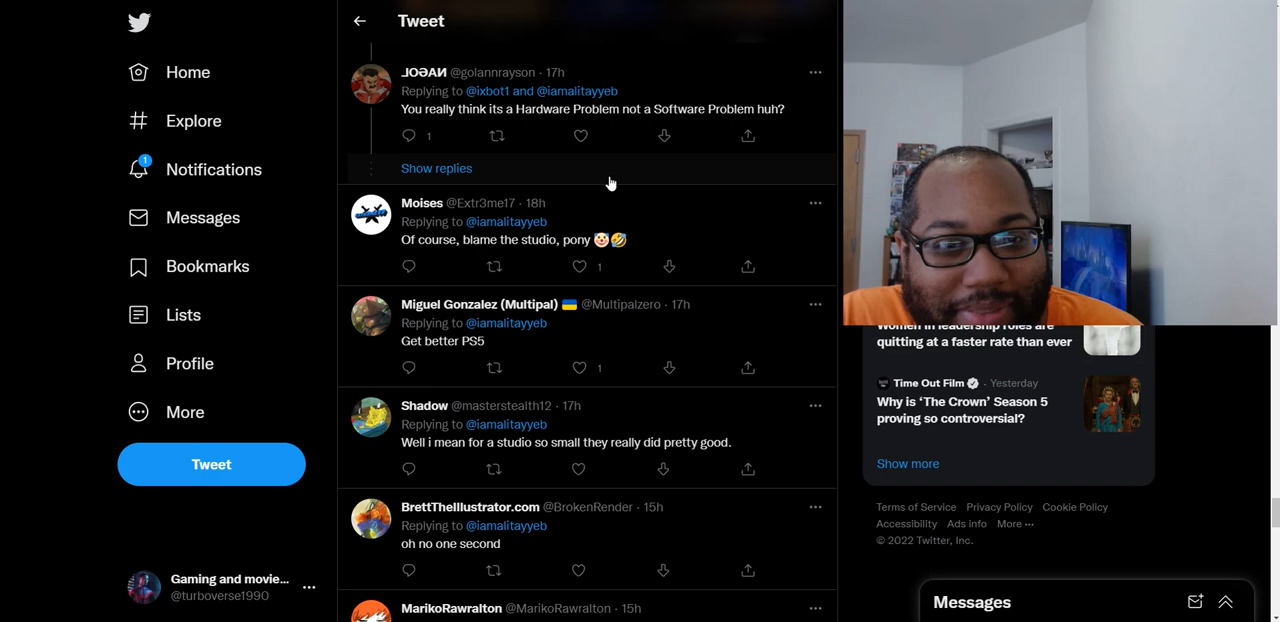 Tweet
Home
Explore
1
Notifications
Messages
Bookmarks
Lists
Profile
More
Tweet
Gaming and movie...
@turboverse1990
@golannrayson · 17h
Replying to @ixbot1 and @iamalitayyeb
You really think its a Hardware Problem not a Software Problem huh?
1
Show replies
Moises @Extr3me17 · 18h
Replying to @iamalitayyeb
Of course, blame the studio, pony 🤡🤣
1
Miguel Gonzalez (Multipal) 🇺🇦 @Multipalzero · 17h
Replying to @iamalitayyeb
Get better PS5
1
Shadow @masterstealth12 · 17h
Replying to @iamalitayyeb
Well i mean for a studio so small they really did pretty good.
BrettTheIllustrator.com @BrokenRender · 15h
Replying to @iamalitayyeb
oh no one second
MarikoRawralton @MarikoRawralton · 15h
Women in leadership roles are
quitting at a faster rate than ever
Time Out Film · Yesterday
Why is ‘The Crown’ Season 5
proving so controversial?
Show more
Terms of Service Privacy Policy Cookie Policy
Accessibility Ads info More ···
© 2022 Twitter, Inc.
Messages